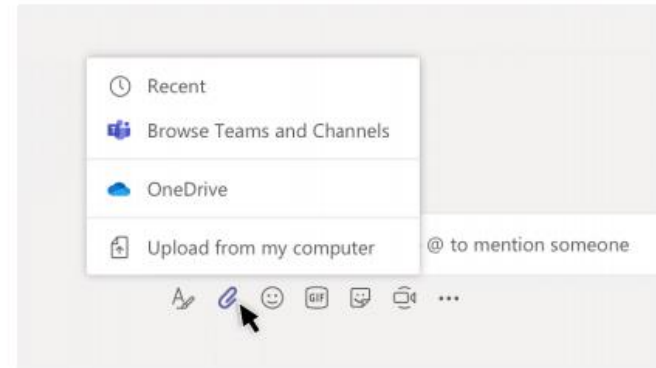 Recent
Browse Teams and Channels
OneDrive
Upload from my computer
@ to mention someone
GIF